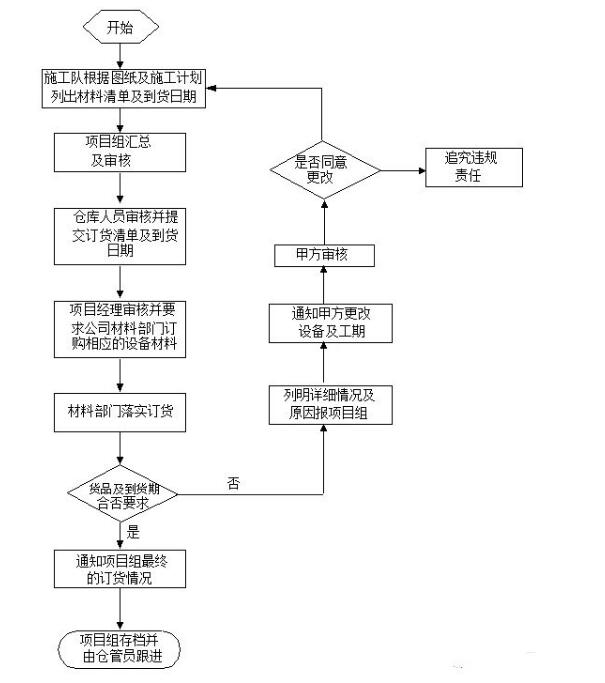 开始
施工队根据图纸及施工计划
列出材料清单及到货日期
项目组汇总
及审核
仓库人员审核并提
交订货清单及到货
日期
项目经理审核并要
求公司材料部门订
购相应的设备材料
材料部门落实订货
货品及到货期
合否要求
是
通知项目组最终
的订货情况
项目组存档并
由仓管员跟进
否
列明详细情况及
原因报项目组
通知甲方更改
设备及工期
甲方审核
是否同意
更改
追究违规
责任